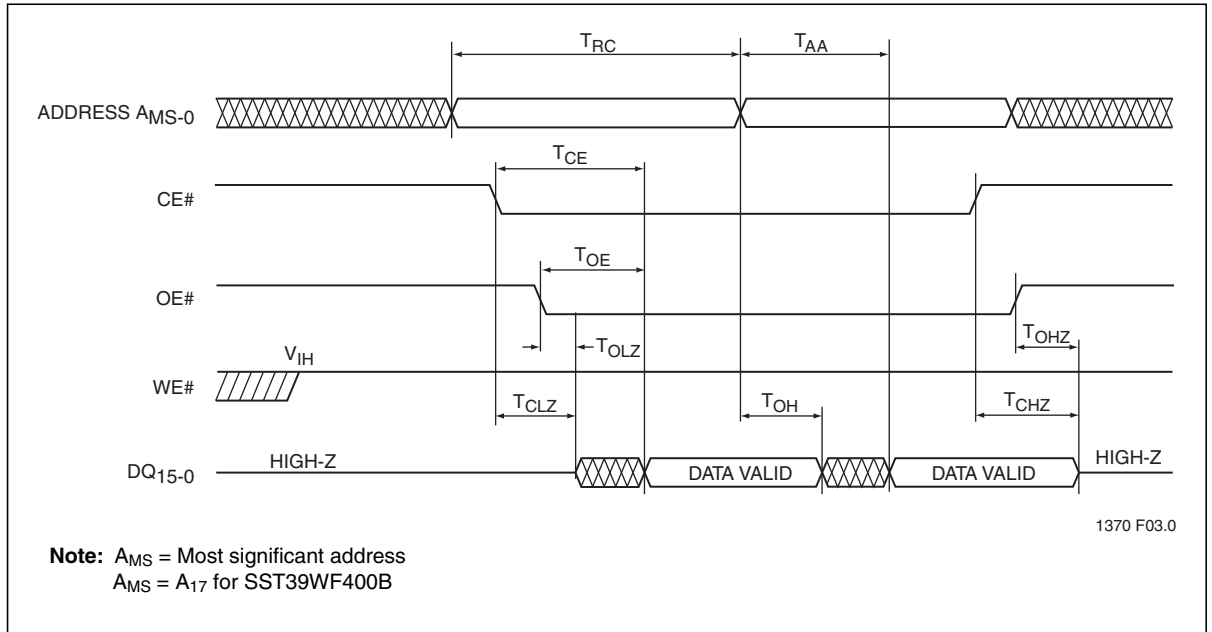 TRC TAA
ADDRESS AMS-0
TCE
CE#
TOE
OE#
TOLZ TOHZ
VIH
WE#
TCLZ TOH TCHZ
HIGH-Z HIGH-Z
DQ15-0 DATA VALID DATA VALID
1370 F03.0
Note: AMS = Most significant address
AMS = A17 for SST39WF400B